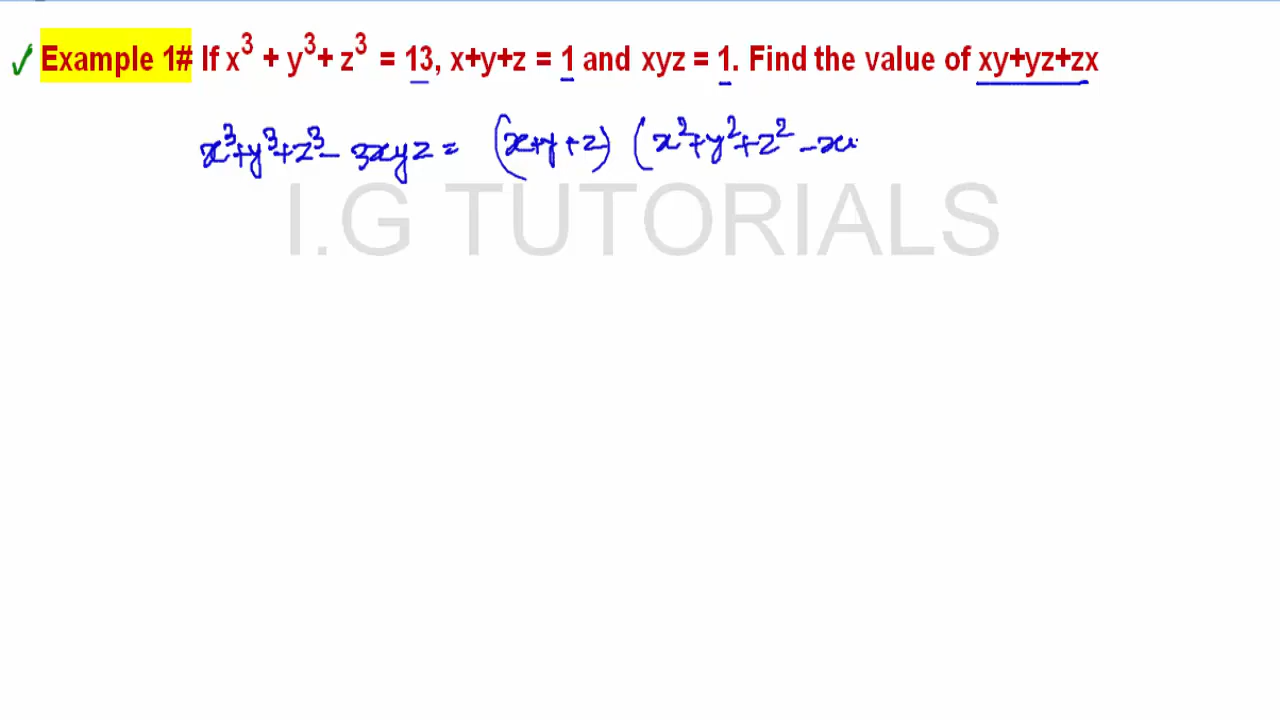 ✓ Example 1# If x³ + y³+ z³ = 13, x+y+z = 1 and xyz = 1. Find the value of xy+yz+zx
x³+y³+z³- 3xyz = (x+y+z) (x²+y²+z² -x
I.G TUTORIALS